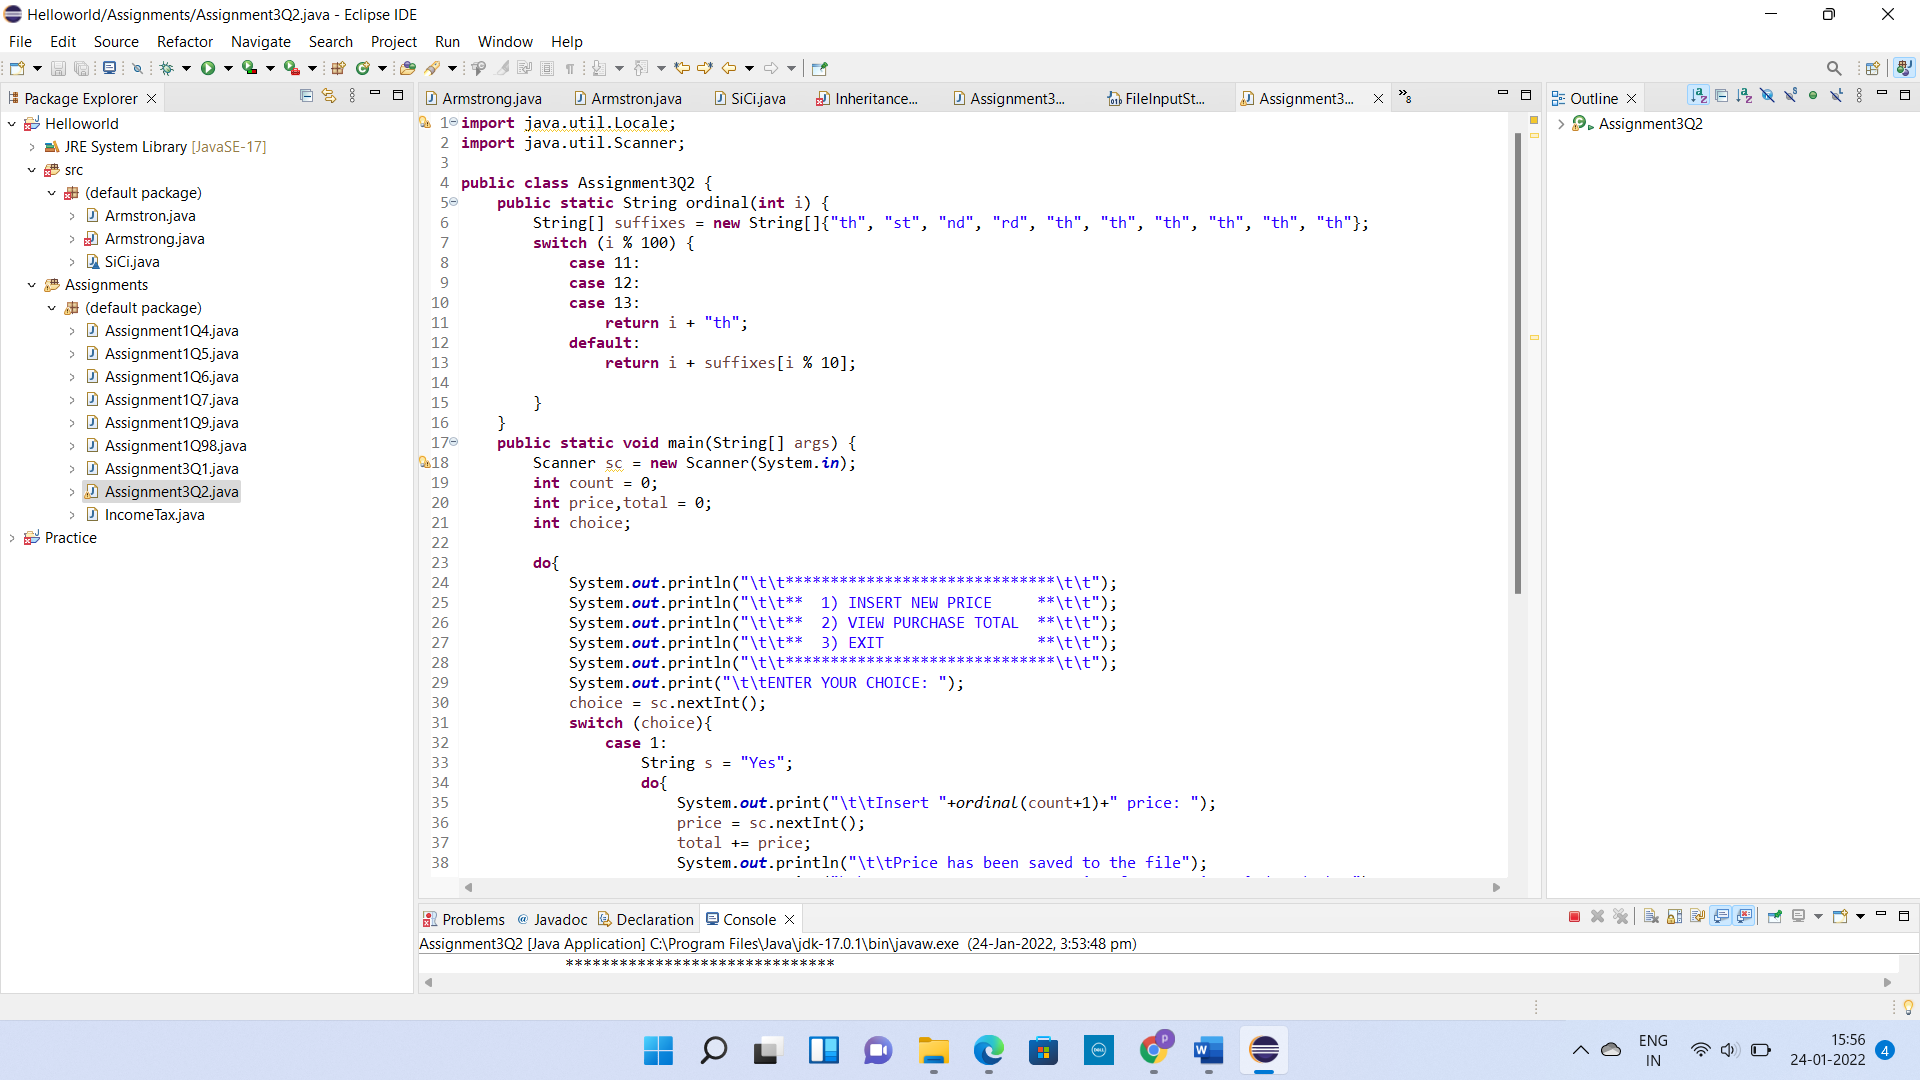 Helloworld/Assignments/Assignment3Q2.java - Eclipse IDE
File Edit Source Refactor Navigate Search Project Run Window Help
Package Explorer
Helloworld
JRE System Library [JavaSE-17]
src
(default package)
Armstron.java
Armstrong.java
SiCi.java
Assignments
(default package)
Assignment1Q4.java
Assignment1Q5.java
Assignment1Q6.java
Assignment1Q7.java
Assignment1Q9.java
Assignment1Q98.java
Assignment3Q1.java
Assignment3Q2.java
IncomeTax.java
Practice
Armstrong.java Armstron.java SiCi.java Inheritance... Assignment3... FileInputSt... Assignment3... »8
1 import java.util.Locale;
2 import java.util.Scanner;
3
4 public class Assignment3Q2 {
5     public static String ordinal(int i) {
6         String[] suffixes = new String[]{"th", "st", "nd", "rd", "th", "th", "th", "th", "th", "th"};
7         switch (i % 100) {
8             case 11:
9             case 12:
10             case 13:
11                 return i + "th";
12             default:
13                 return i + suffixes[i % 10];
14
15         }
16     }
17     public static void main(String[] args) {
18         Scanner sc = new Scanner(System.in);
19         int count = 0;
20         int price,total = 0;
21         int choice;
22
23         do{
24             System.out.println("\t\t******************************\t\t");
25             System.out.println("\t\t**  1) INSERT NEW PRICE     **\t\t");
26             System.out.println("\t\t**  2) VIEW PURCHASE TOTAL  **\t\t");
27             System.out.println("\t\t**  3) EXIT                 **\t\t");
28             System.out.println("\t\t******************************\t\t");
29             System.out.print("\t\tENTER YOUR CHOICE: ");
30             choice = sc.nextInt();
31             switch (choice){
32                 case 1:
33                     String s = "Yes";
34                     do{
35                         System.out.print("\t\tInsert "+ordinal(count+1)+" price: ");
36                         price = sc.nextInt();
37                         total += price;
38                         System.out.println("\t\tPrice has been saved to the file");
Outline
Assignment3Q2
Problems @ Javadoc Declaration Console
Assignment3Q2 [Java Application] C:\Program Files\Java\jdk-17.0.1\bin\javaw.exe (24-Jan-2022, 3:53:48 pm)
******************************
ENG
IN
15:56
24-01-2022
4